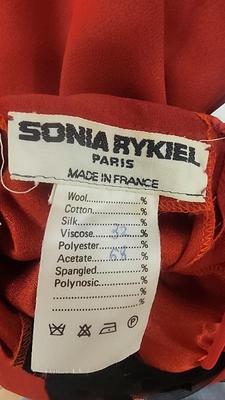 SONIA RYKIEL
PARIS
MADE IN FRANCE
Wool..................%
Cotton...............%
Silk....................%
Viscose....32....%
Polyester..........%
Acetate....68....%
Spangled..........%
Polynosic..........%
.........................%
.........................%